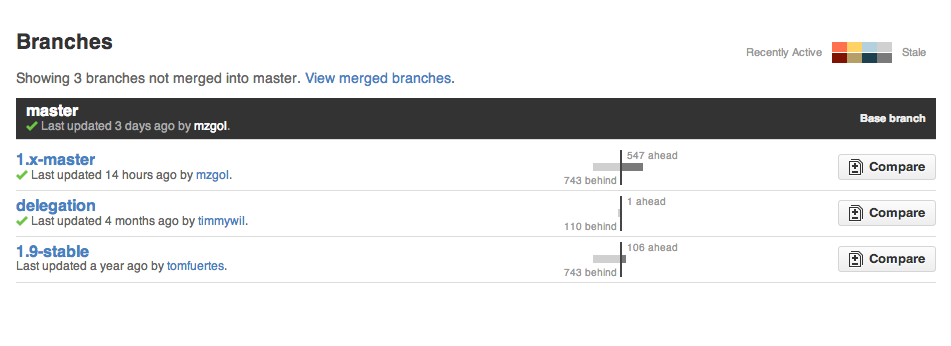 Branches
Recently Active Stale
Showing 3 branches not merged into master. View merged branches.
master
Last updated 3 days ago by mzgol.
Base branch
1.x-master
Last updated 14 hours ago by mzgol.
547 ahead
743 behind
Compare
delegation
Last updated 4 months ago by timmywil.
1 ahead
110 behind
Compare
1.9-stable
Last updated a year ago by tomfuertes.
106 ahead
743 behind
Compare